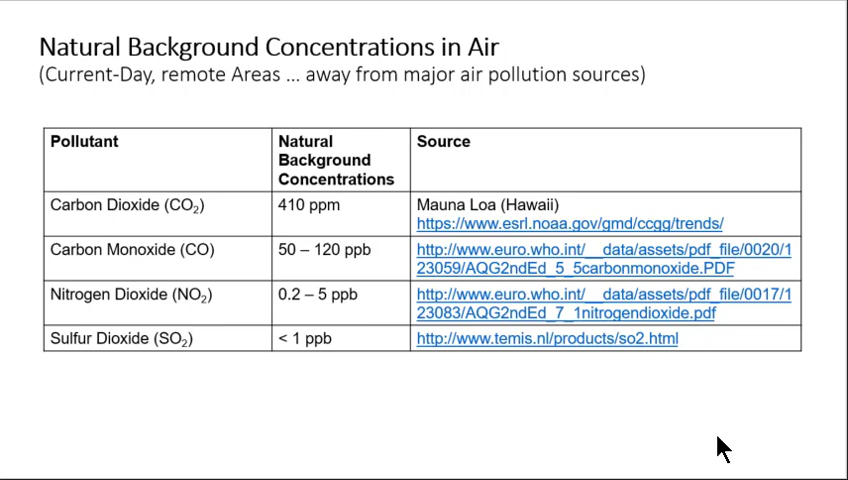 Natural Background Concentrations in Air
(Current-Day, remote Areas ... away from major air pollution sources)
Pollutant
Natural
Background
Concentrations
Source
Carbon Dioxide (CO₂)
410 ppm
Mauna Loa (Hawaii)
https://www.esrl.noaa.gov/gmd/ccgg/trends/
Carbon Monoxide (CO)
50 – 120 ppb
http://www.euro.who.int/__data/assets/pdf_file/0020/1
23059/AQG2ndEd_5_5carbonmonoxide.PDF
Nitrogen Dioxide (NO₂)
0.2 – 5 ppb
http://www.euro.who.int/__data/assets/pdf_file/0017/1
23083/AQG2ndEd_7_1nitrogendioxide.pdf
Sulfur Dioxide (SO₂)
< 1 ppb
http://www.temis.nl/products/so2.html